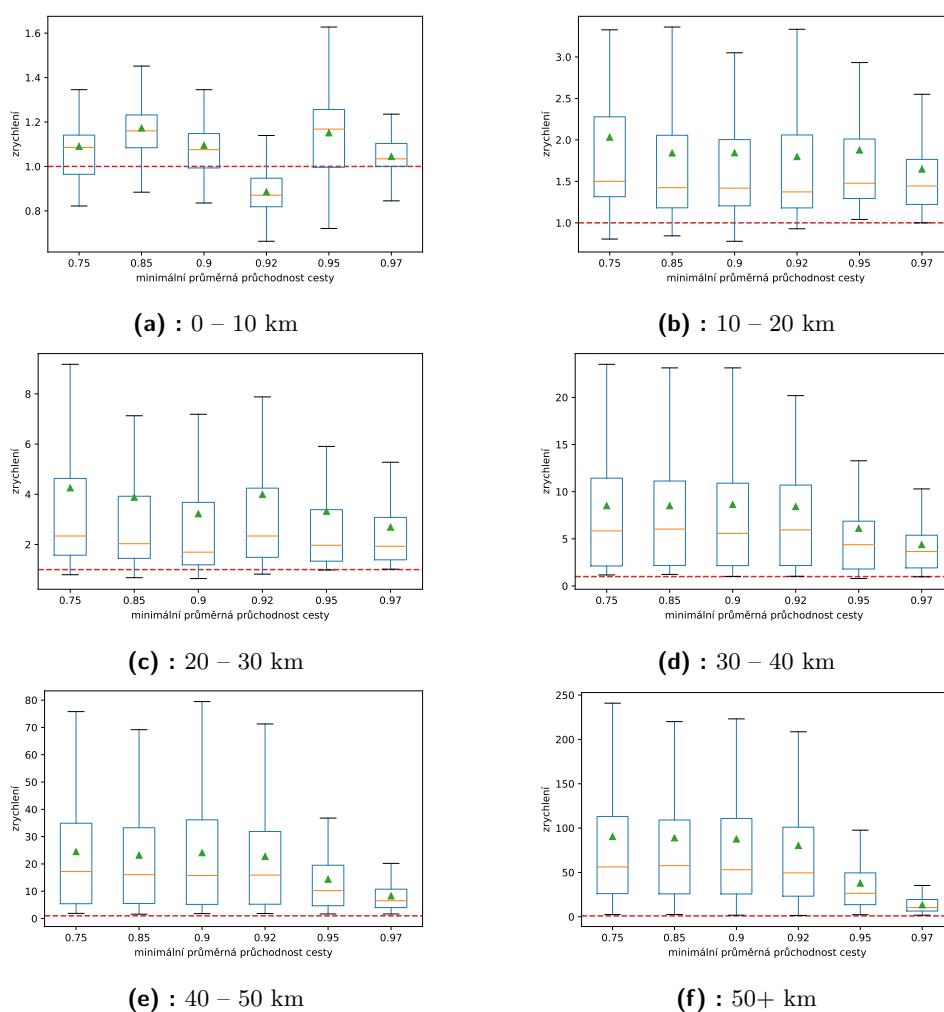 1.6
1.4
1.2
1.0
0.8
zrychlení
0.75 0.85 0.9 0.92 0.95 0.97
minimální průměrná průchodnost cesty
(a) : 0 – 10 km
3.0
2.5
2.0
1.5
1.0
zrychlení
0.75 0.85 0.9 0.92 0.95 0.97
minimální průměrná průchodnost cesty
(b) : 10 – 20 km
8
6
4
2
zrychlení
0.75 0.85 0.9 0.92 0.95 0.97
minimální průměrná průchodnost cesty
(c) : 20 – 30 km
20
15
10
5
0
zrychlení
0.75 0.85 0.9 0.92 0.95 0.97
minimální průměrná průchodnost cesty
(d) : 30 – 40 km
80
70
60
50
40
30
20
10
0
zrychlení
0.75 0.85 0.9 0.92 0.95 0.97
minimální průměrná průchodnost cesty
(e) : 40 – 50 km
250
200
150
100
50
0
zrychlení
0.75 0.85 0.9 0.92 0.95 0.97
minimální průměrná průchodnost cesty
(f) : 50+ km